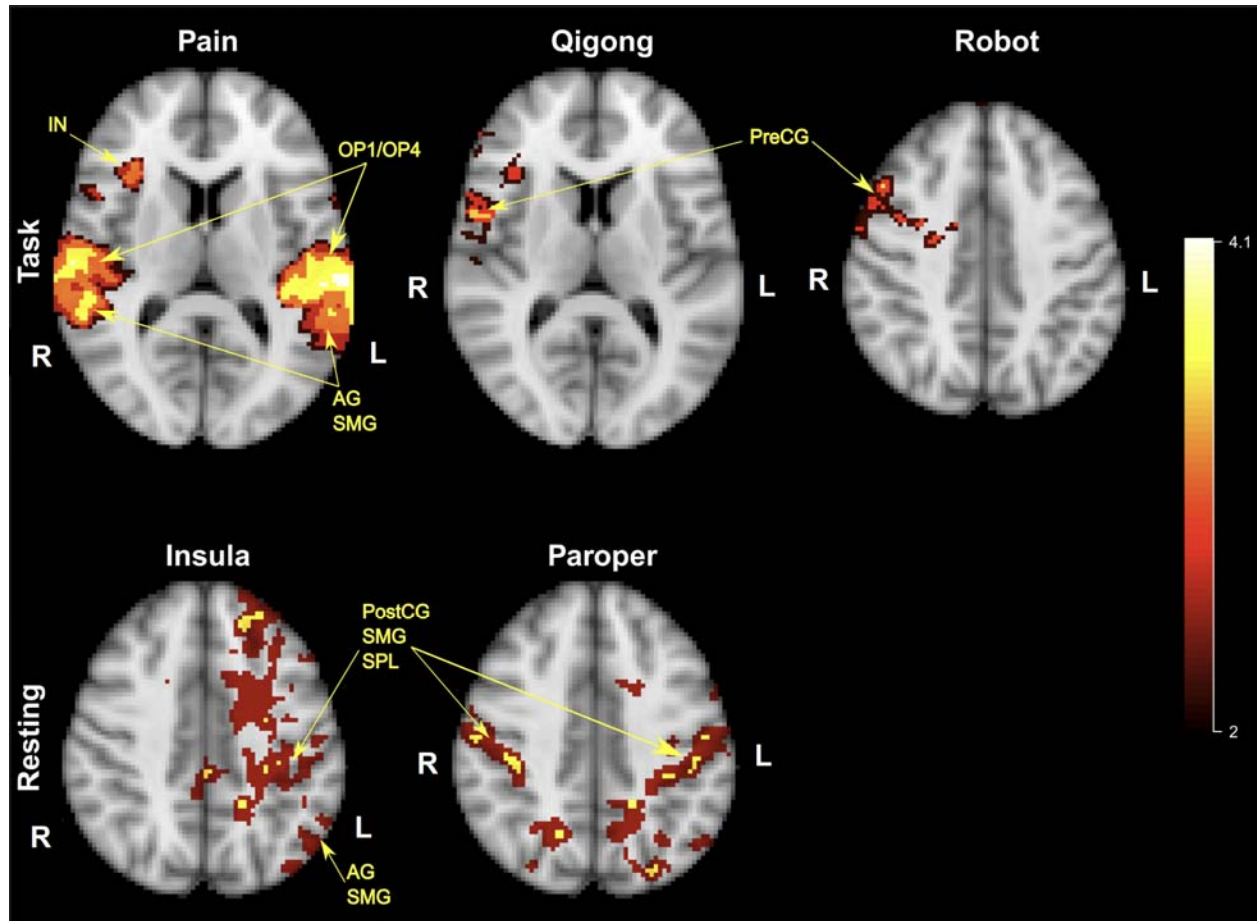 Pain
Qigong
Robot
IN
OP1/OP4
PreCG
Task
4.1
R
L
R
L
R
L
AG
SMG
Insula
Paroper
PostCG
SMG
SPL
Resting
2
R
L
R
L
AG
SMG